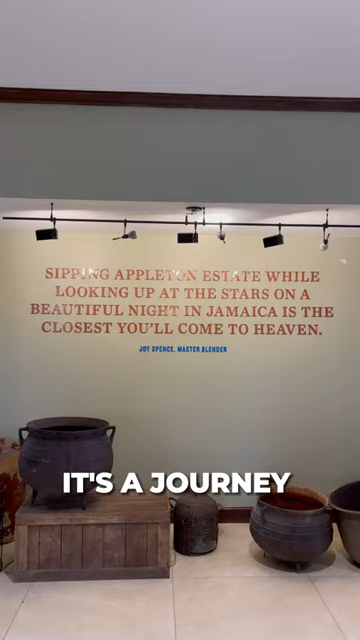 SIPPING APPLETON ESTATE WHILE
LOOKING UP AT THE STARS ON A
BEAUTIFUL NIGHT IN JAMAICA IS THE
CLOSEST YOU'LL COME TO HEAVEN.
JOY SPENCE, MASTER BLENDER
IT'S A JOURNEY